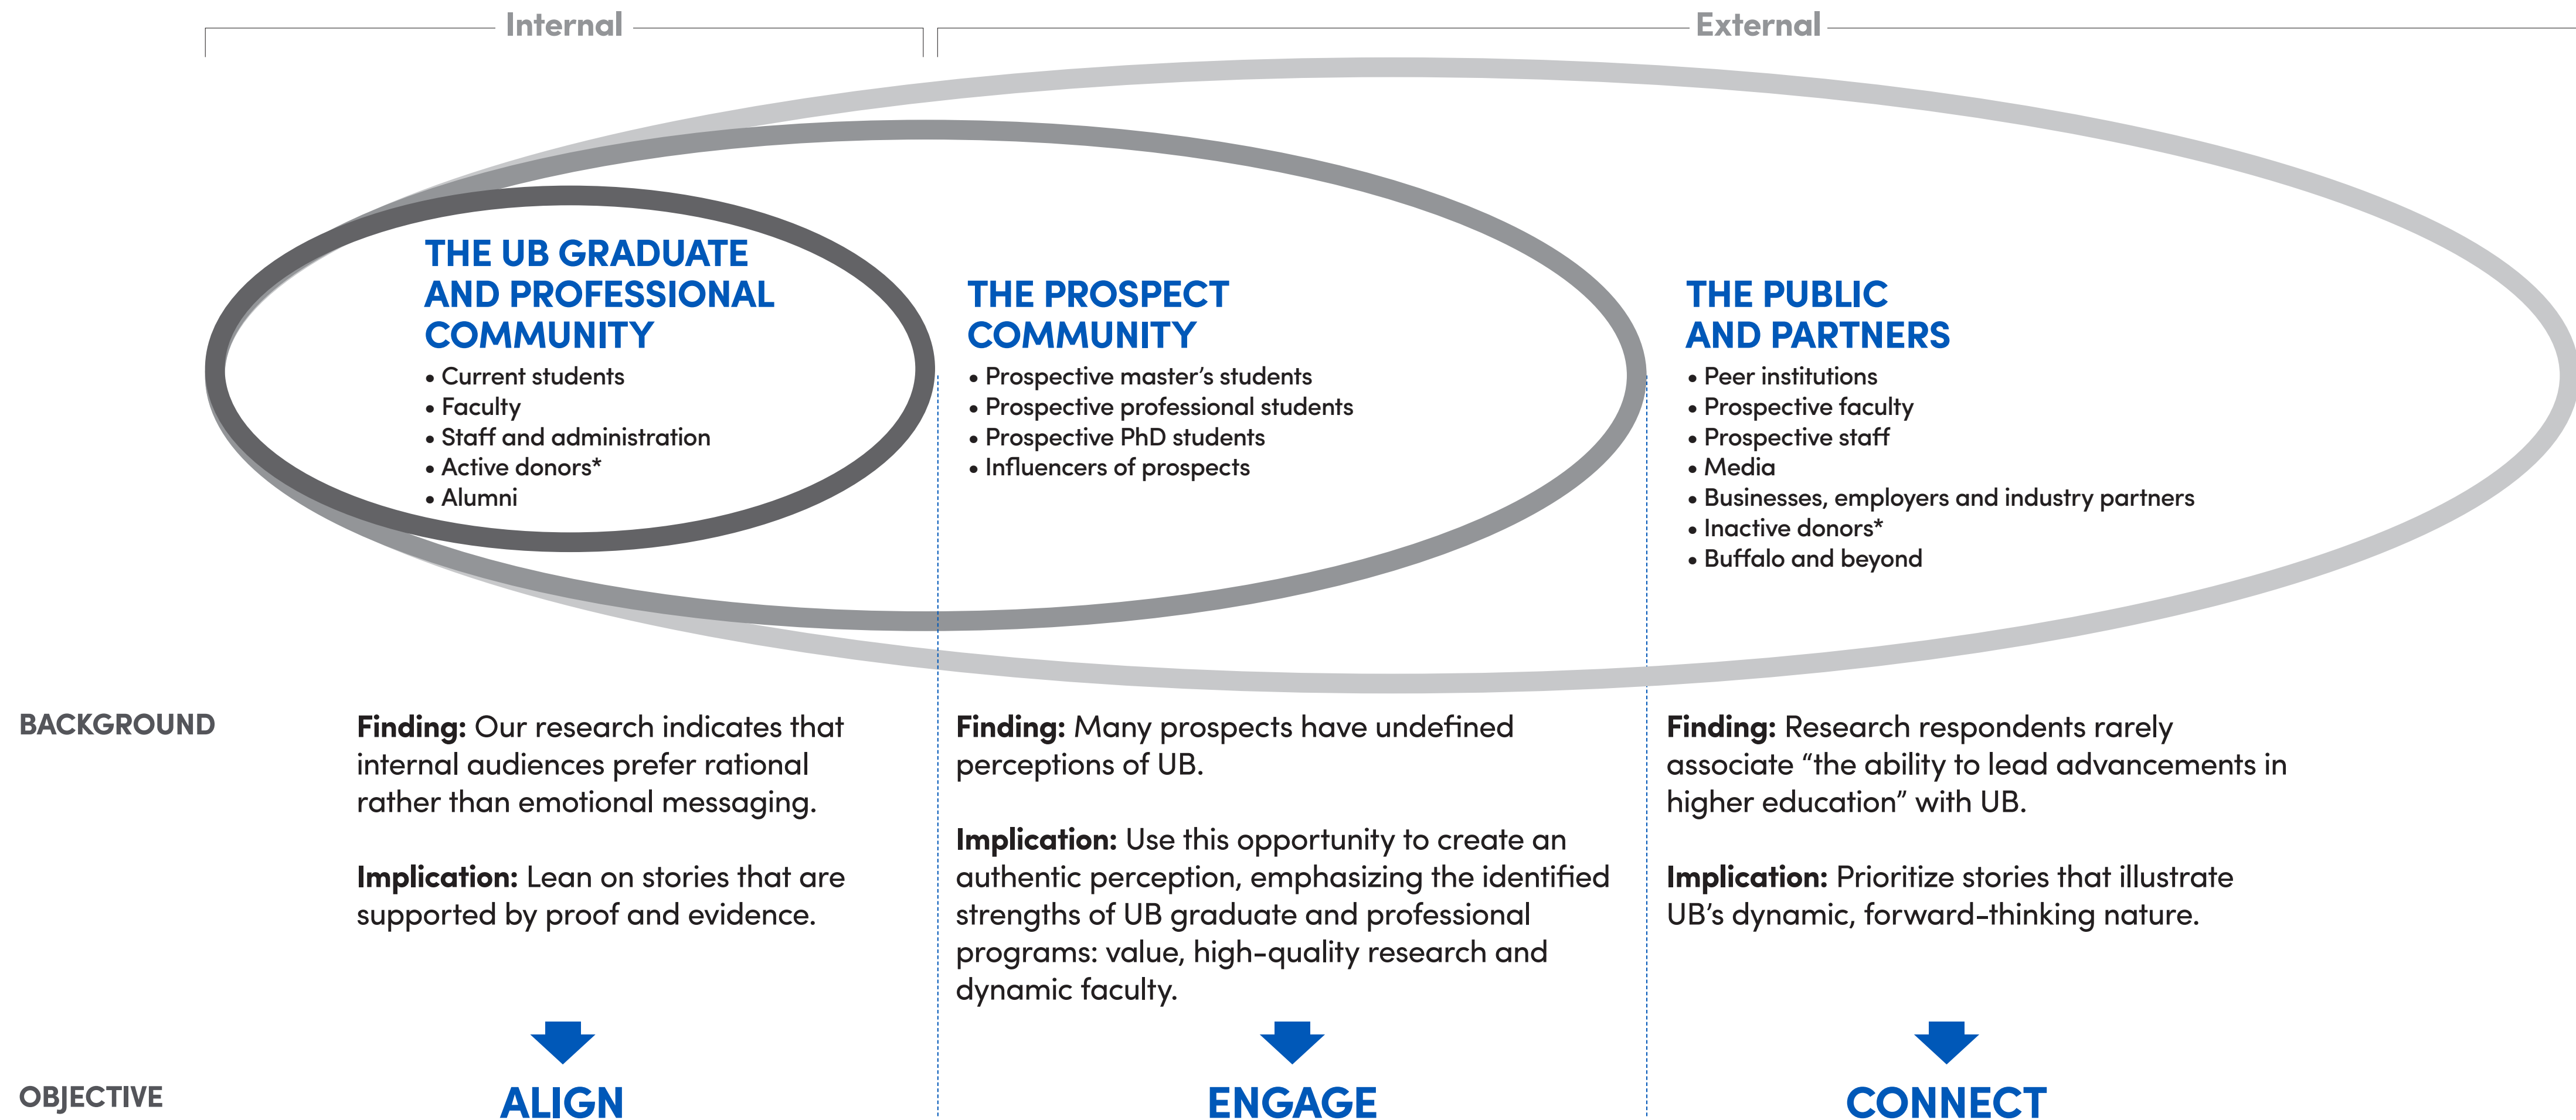 Internal
External
THE UB GRADUATE
AND PROFESSIONAL
COMMUNITY
• Current students
• Faculty
• Staff and administration
• Active donors*
• Alumni
THE PROSPECT
COMMUNITY
• Prospective master’s students
• Prospective professional students
• Prospective PhD students
• Influencers of prospects
THE PUBLIC
AND PARTNERS
• Peer institutions
• Prospective faculty
• Prospective staff
• Media
• Businesses, employers and industry partners
• Inactive donors*
• Buffalo and beyond
BACKGROUND
Finding: Our research indicates that
internal audiences prefer rational
rather than emotional messaging.
Implication: Lean on stories that are
supported by proof and evidence.
Finding: Many prospects have undefined
perceptions of UB.
Implication: Use this opportunity to create an
authentic perception, emphasizing the identified
strengths of UB graduate and professional
programs: value, high-quality research and
dynamic faculty.
Finding: Research respondents rarely
associate “the ability to lead advancements in
higher education” with UB.
Implication: Prioritize stories that illustrate
UB’s dynamic, forward-thinking nature.
OBJECTIVE
ALIGN
ENGAGE
CONNECT